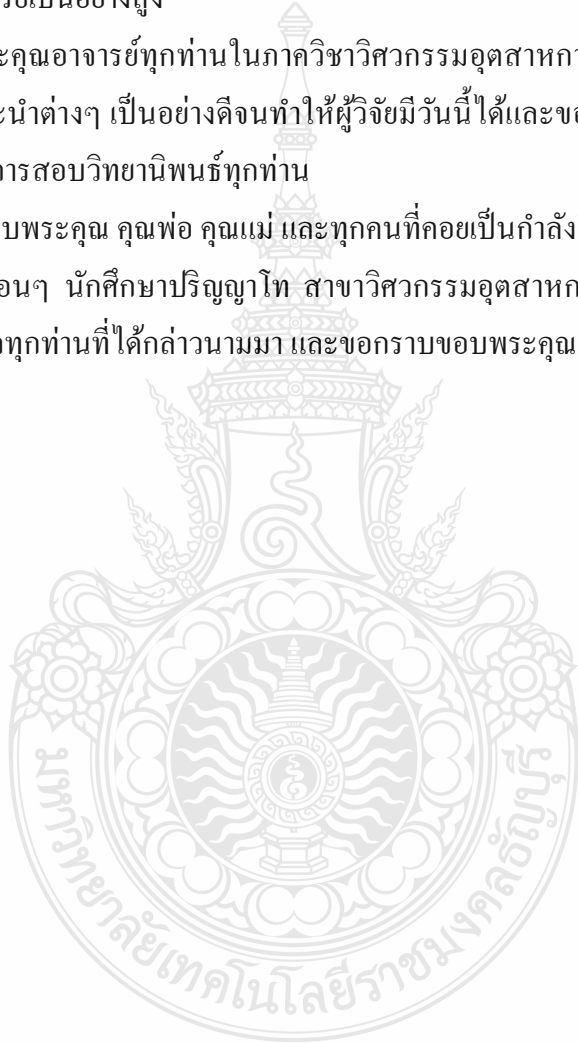 เป็นอย่างสูง
ะคุณอาจารย์ทุกท่านในภาควิชาวิศวกรรมอุตสาหกา
ะนำต่างๆ เป็นอย่างดีจนทำให้ผู้วิจัยมีวันนี้ได้และขอ
การสอบวิทยานิพนธ์ทุกท่าน
บพระคุณ คุณพ่อ คุณแม่ และทุกคนที่คอยเป็นกำลัง
อนๆ นักศึกษาปริญญาโท สาขาวิศวกรรมอุตสาหก
ทุกท่านที่ได้กล่าวนามมา และขอกราบขอบพระคุณ
มหาวิทยาลัยเทคโนโลยีราชมงคลธัญบุรี